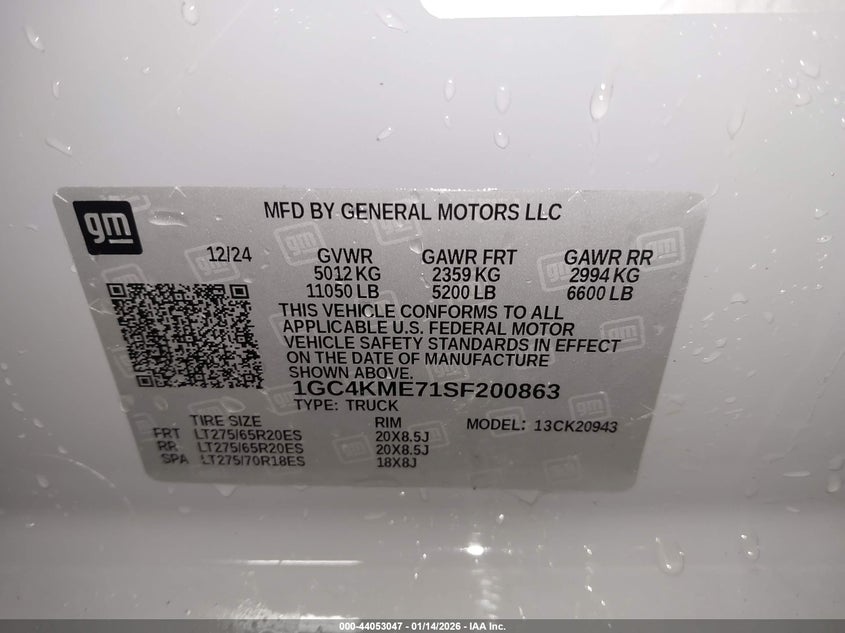 gm
MFD BY GENERAL MOTORS LLC
12/24 GVWR GAWR FRT GAWR RR
5012 KG 2359 KG 2994 KG
11050 LB 5200 LB 6600 LB
THIS VEHICLE CONFORMS TO ALL
APPLICABLE U.S. FEDERAL MOTOR
VEHICLE SAFETY STANDARDS IN EFFECT
ON THE DATE OF MANUFACTURE
SHOWN ABOVE.
1GC4KME71SF200863
TYPE: TRUCK
TIRE SIZE RIM MODEL: 13CK20943
FRT LT275/65R20ES 20X8.5J
RR LT275/65R20ES 20X8.5J
SPA LT275/70R18ES 18X8J
000-44053047 - 01/14/2026 - IAA Inc.